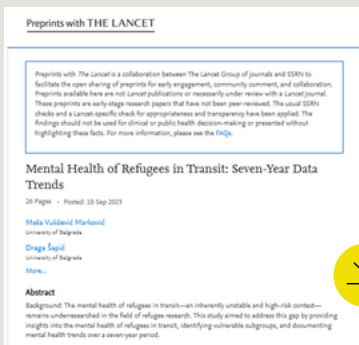 Preprints with THE LANCET
Preprints with The Lancet is a collaboration between The Lancet Group of journals and SSRN to
facilitate the open sharing of preprints for early engagement, community comment, and collaboration.
Preprints available here are not Lancet publications or necessarily under review with a Lancet journal.
These preprints are early-stage research papers that have not been peer-reviewed. The usual SSRN
checks and a Lancet-specific check for appropriateness and transparency have been applied. The
findings should not be used for clinical or public health decision-making or presented without
highlighting these facts. For more information, please see the FAQs.
Mental Health of Refugees in Transit: Seven-Year Data
Trends
26 Pages • Posted: 10 Sep 2025
Maša Vukčević Marković
University of Belgrade
Draga Šapić
University of Belgrade
More...
Abstract
Background: The mental health of refugees in transit—an inherently unstable and high-risk context—
remains underresearched in the field of refugee research. This study aimed to address this gap by providing
insights into the mental health of refugees in transit, identifying vulnerable subgroups, and documenting
mental health trends over a seven-year period.